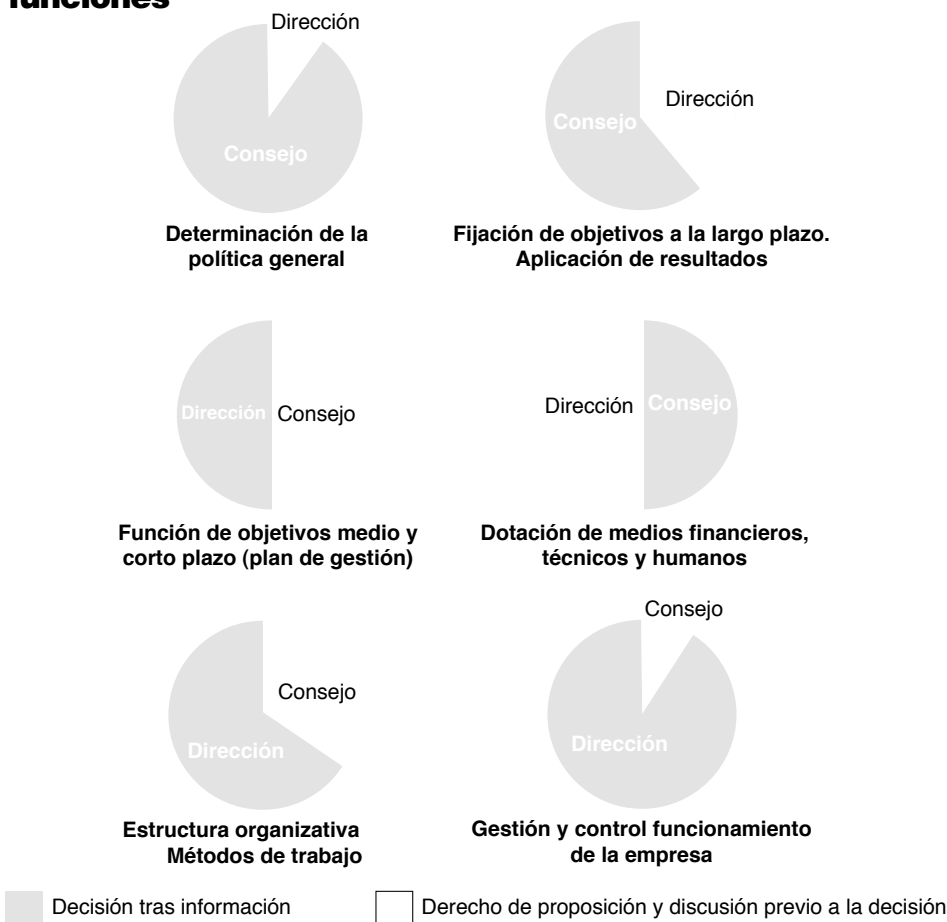 funciones
Dirección
Consejo
Determinación de la
política general
Dirección
Consejo
Fijación de objetivos a la largo plazo.
Aplicación de resultados
Dirección Consejo
Función de objetivos medio y
corto plazo (plan de gestión)
Dirección Consejo
Dotación de medios financieros,
técnicos y humanos
Consejo
Dirección
Estructura organizativa
Métodos de trabajo
Consejo
Dirección
Gestión y control funcionamiento
de la empresa
Decisión tras información
Derecho de proposición y discusión previo a la decisión